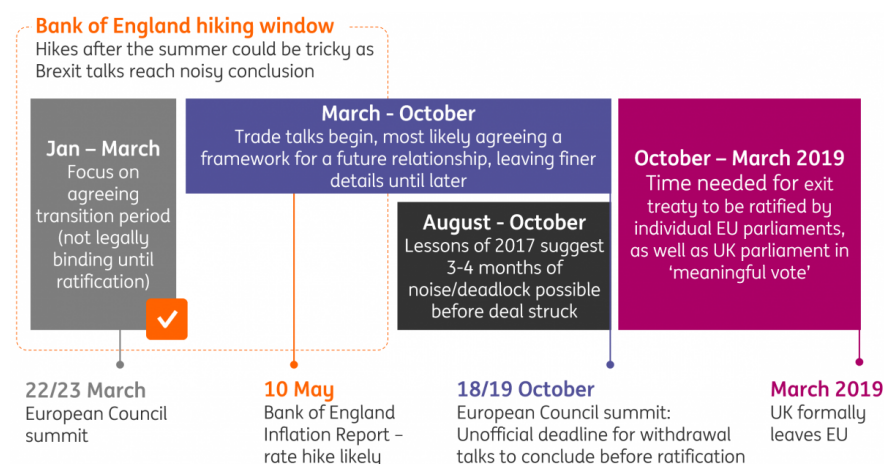 Bank of England hiking window
Hikes after the summer could be tricky as
Brexit talks reach noisy conclusion
Jan – March
Focus on
agreeing
transition period
(not legally
binding until
ratification)
March - October
Trade talks begin, most likely agreeing a
framework for a future relationship, leaving finer
details until later
August - October
Lessons of 2017 suggest
3-4 months of
noise/deadlock possible
before deal struck
October – March 2019
Time needed for exit
treaty to be ratified by
individual EU parliaments,
as well as UK parliament in
‘meaningful vote’
22/23 March
European Council
summit
10 May
Bank of England
Inflation Report –
rate hike likely
18/19 October
European Council summit:
Unofficial deadline for withdrawal
talks to conclude before ratification
March 2019
UK formally
leaves EU